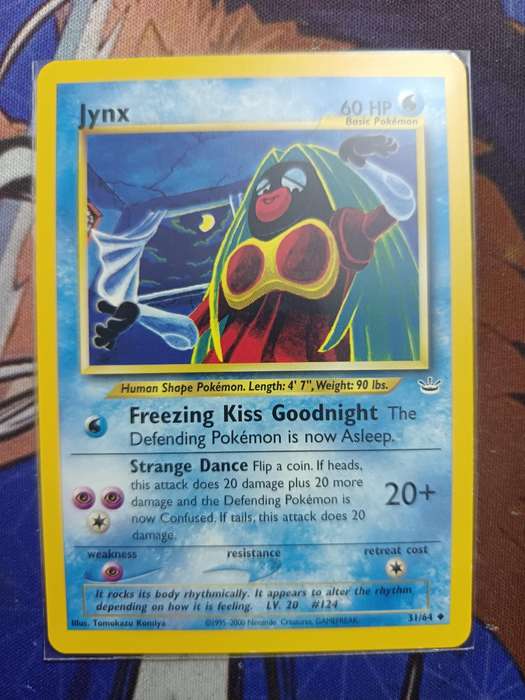 Jynx
60 HP
Basic Pokémon
Human Shape Pokémon. Length: 4' 7", Weight: 90 lbs.
Freezing Kiss Goodnight The
Defending Pokémon is now Asleep.
Strange Dance Flip a coin. If heads,
this attack does 20 damage plus 20 more
damage and the Defending Pokémon is
now Confused. If tails, this attack does 20
damage.
20+
weakness resistance retreat cost
It rocks its body rhythmically. It appears to alter the rhythm
depending on how it is feeling. LV. 20 #124
Illus. Tomokazu Komiya ©1995-2000 Nintendo, Creatures, GAMEFREAK. 31/64